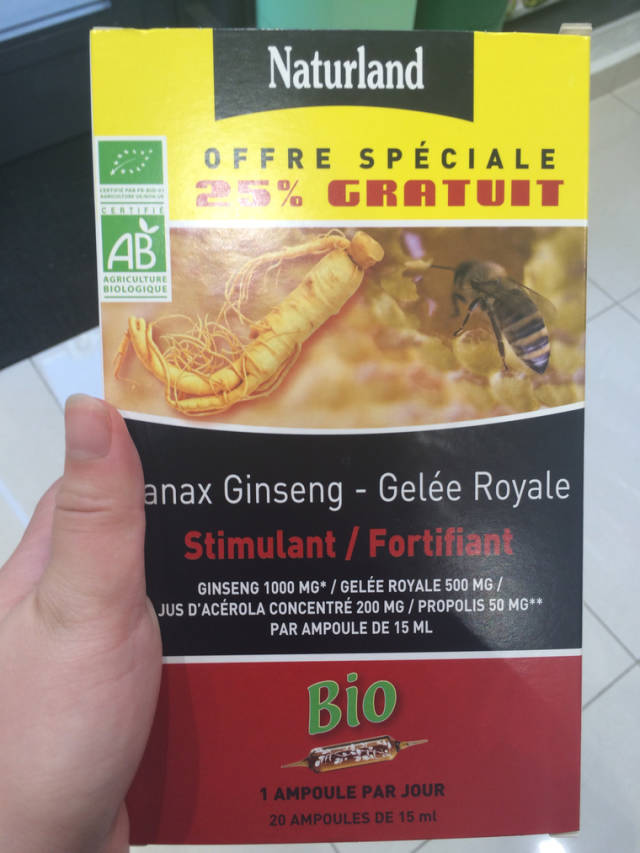 Naturland
OFFRE SPÉCIALE
25% GRATUIT
CERTIFIÉ
AB
AGRICULTURE
BIOLOGIQUE
anax Ginseng - Gelée Royale
Stimulant / Fortifiant
GINSENG 1000 MG* / GELÉE ROYALE 500 MG /
JUS D'ACÉROLA CONCENTRÉ 200 MG / PROPOLIS 50 MG**
PAR AMPOULE DE 15 ML
Bio
1 AMPOULE PAR JOUR
20 AMPOULES DE 15 ml